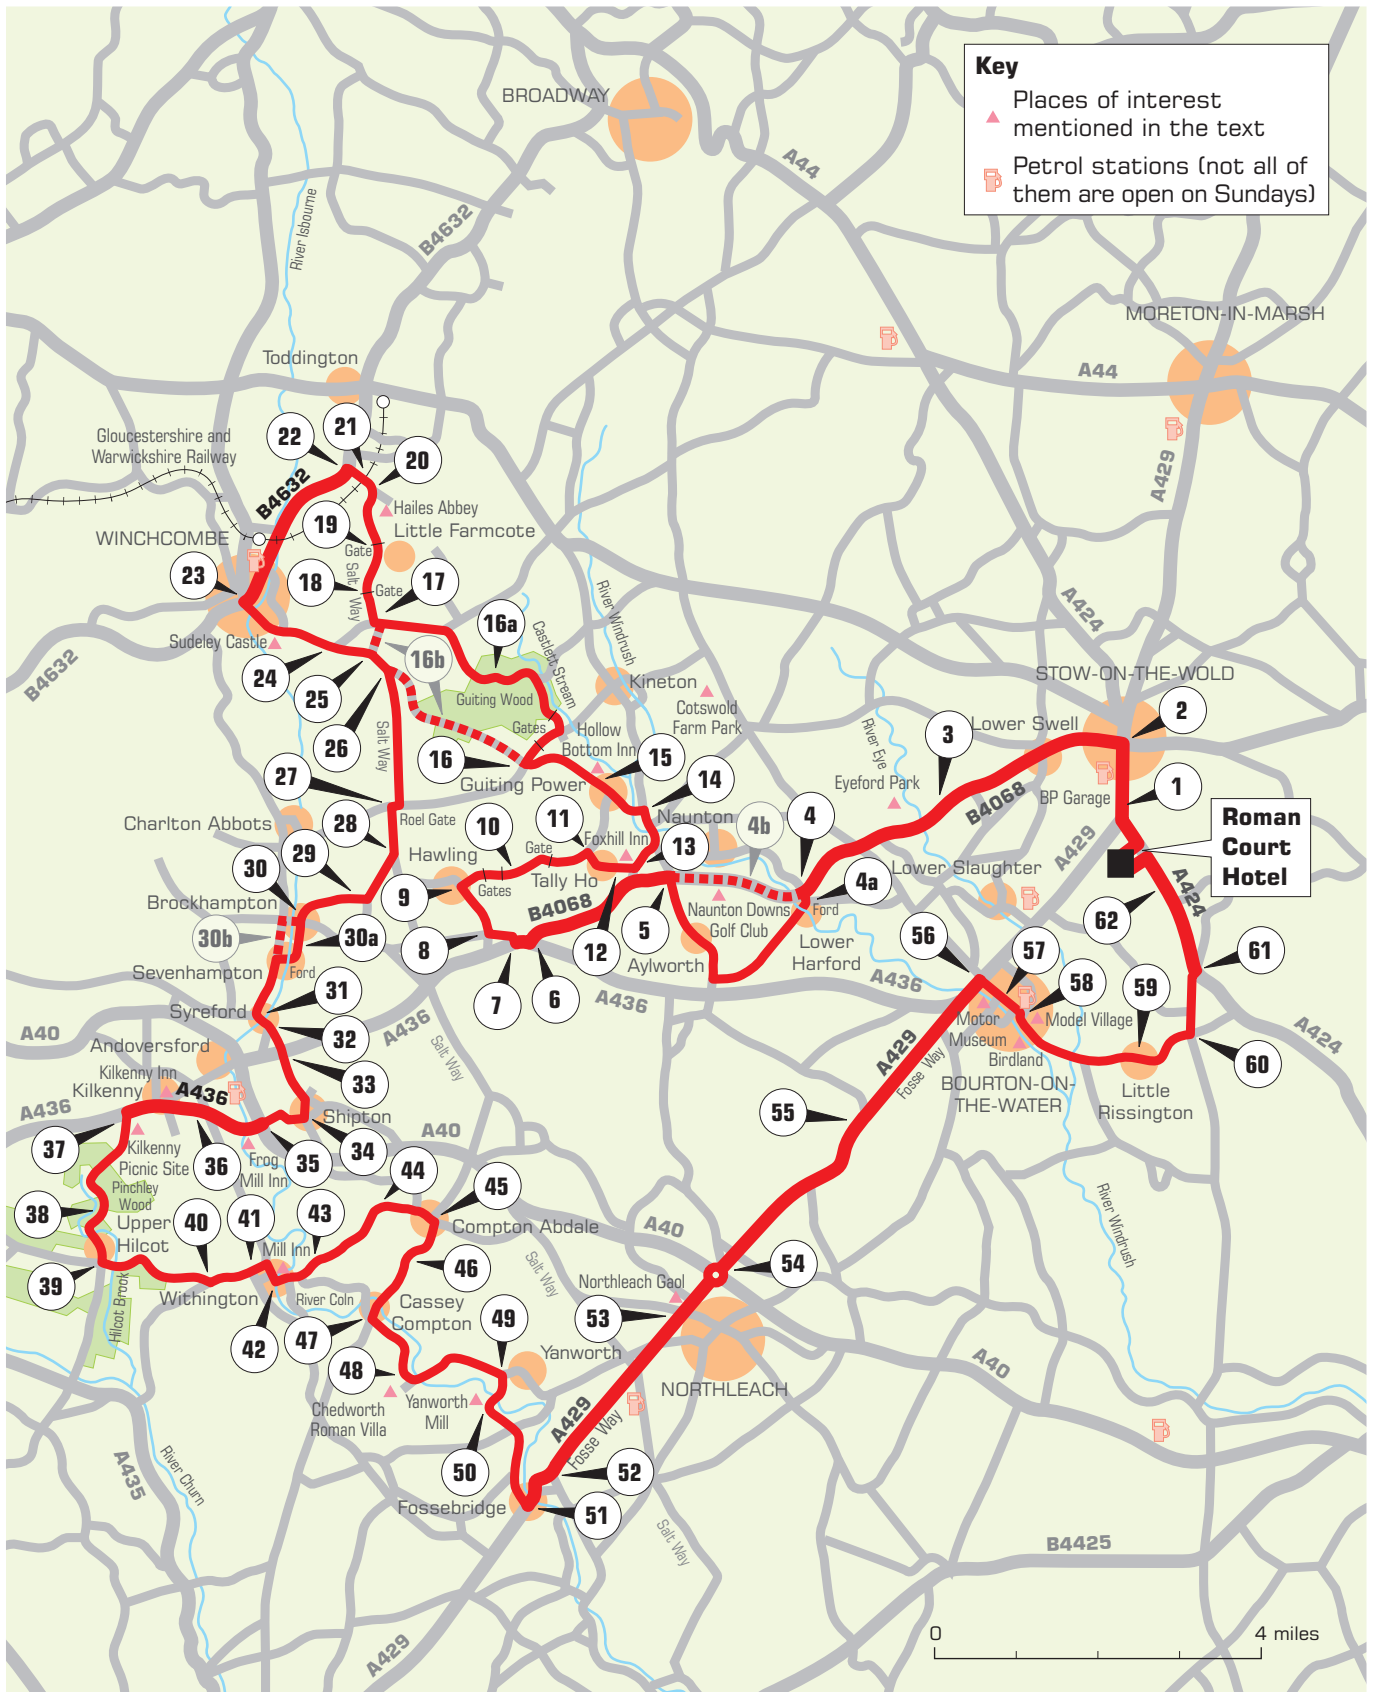 Key
Places of interest
mentioned in the text
Petrol stations (not all of
them are open on Sundays)
BROADWAY
A44
River Isbourne
B4632
MORETON-IN-MARSH
Toddington
A44
22
21
20
Gloucestershire and
Warwickshire Railway
B4632
A429
Hailes Abbey
19
Little Farmcote
WINCHCOMBE
Gate
23
18
Salt Way
Gate
17
River Windrush
A424
16a
Castlett Stream
Sudeley Castle
16b
B4632
24
25
Guiting Wood
Kineton
STOW-ON-THE-WOLD
Cotswold
Farm Park
Lower Swell
2
River Eye
3
26
Salt Way
Gates
Hollow
Bottom Inn
16
15
Eyeford Park
27
Guiting Power
14
B4068
BP Garage
1
Charlton Abbots
28
Roel Gate
10
11
Naunton
4b
4
Roman
Court
Hotel
30
29
Hawling
Gate
Foxhill Inn
13
A429
Lower Slaughter
9
Gates
Tally Ho
4a
A424
Brockhampton
30b
30a
B4068
Naunton Downs
Golf Club
Ford
62
8
12
5
56
57
61
Sevenhampton
Ford
Aylworth
Lower
Harford
A436
58
59
31
7
6
A436
Syreford
Motor
Museum
Model Village
A40
32
A436
Salt Way
Birdland
A424
Andoversford
A429
Fosse Way
60
Kilkenny Inn
Kilkenny
33
BOURTON-ON-
THE-WATER
Little
Rissington
A436
A436
55
Shipton
A40
37
Kilkenny
Picnic Site
36
Frog
Mill Inn
35
34
44
45
Pinchley
Wood
38
Upper
Hilcot
40
41
43
Compton Abdale
A40
River Windrush
Mill Inn
Salt Way
39
46
54
Northleach Gaol
Withington
River Coln
Cassey
Compton
49
53
Hilcot Brook
42
47
48
Yanworth
A40
NORTHLEACH
Chedworth
Roman Villa
Yanworth
Mill
A429
Fosse Way
A435
River Churn
50
52
Fossebridge
51
Salt Way
B4425
0
4 miles
A429